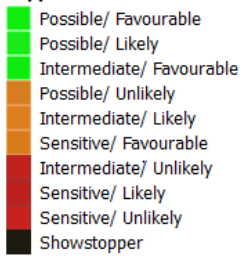 Possible/ Favourable
Possible/ Likely
Intermediate/ Favourable
Possible/ Unlikely
Intermediate/ Likely
Sensitive/ Favourable
Intermediate/ Unlikely
Sensitive/ Likely
Sensitive/ Unlikely
Showstopper